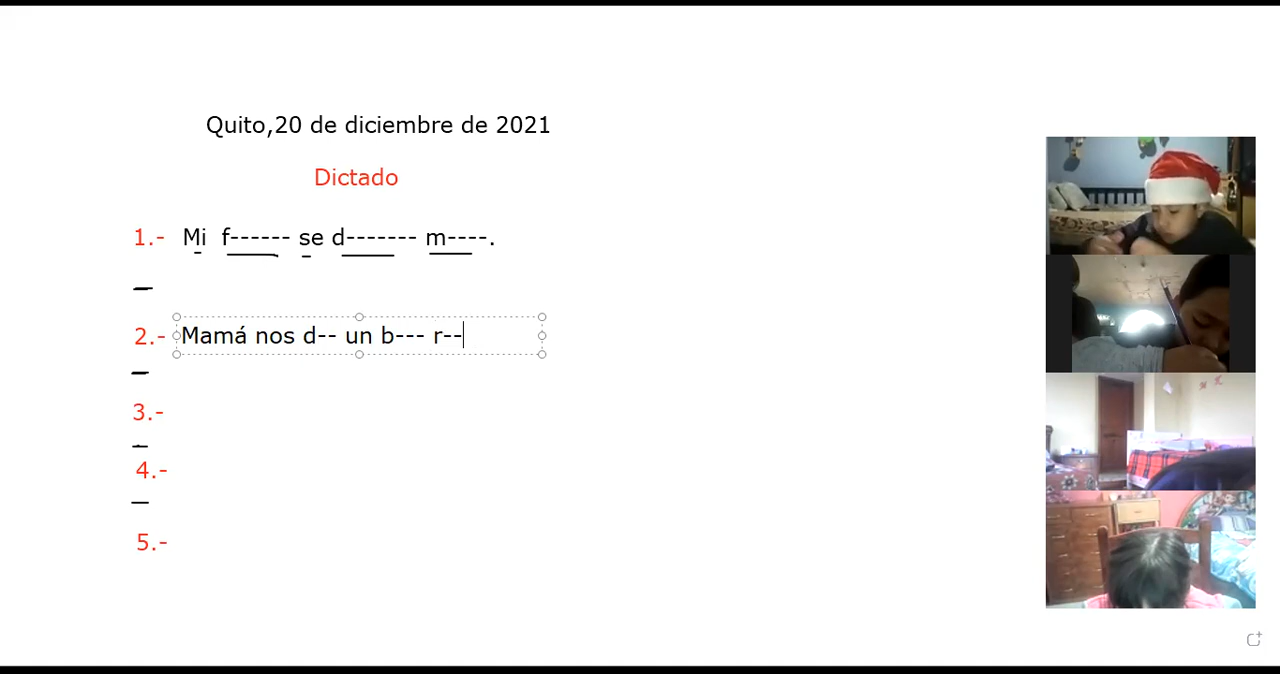 Quito,20 de diciembre de 2021
Dictado
1.- Mi f------ se d------- m----.
2.- Mamá nos d-- un b--- r--
3.-
4.-
5.-